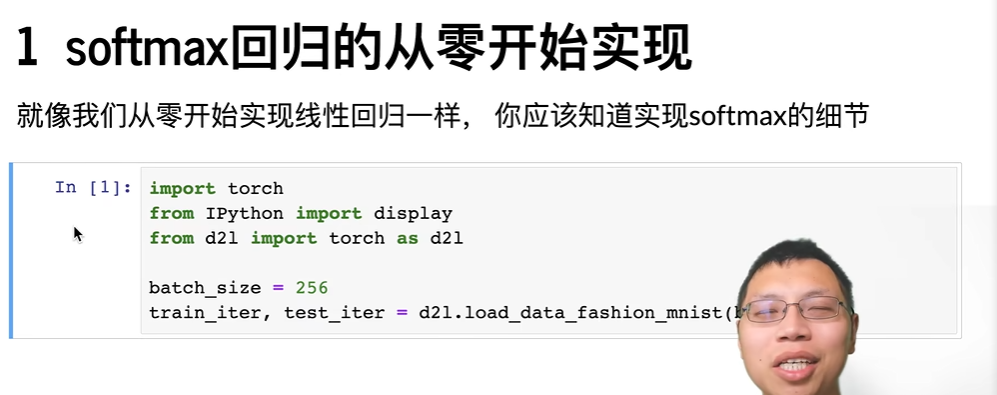 1 softmax回归的从零开始实现
就像我们从零开始实现线性回归一样， 你应该知道实现softmax的细节
In [1]:
import torch
from IPython import display
from d2l import torch as d2l
batch_size = 256
train_iter, test_iter = d2l.load_data_fashion_mnist(